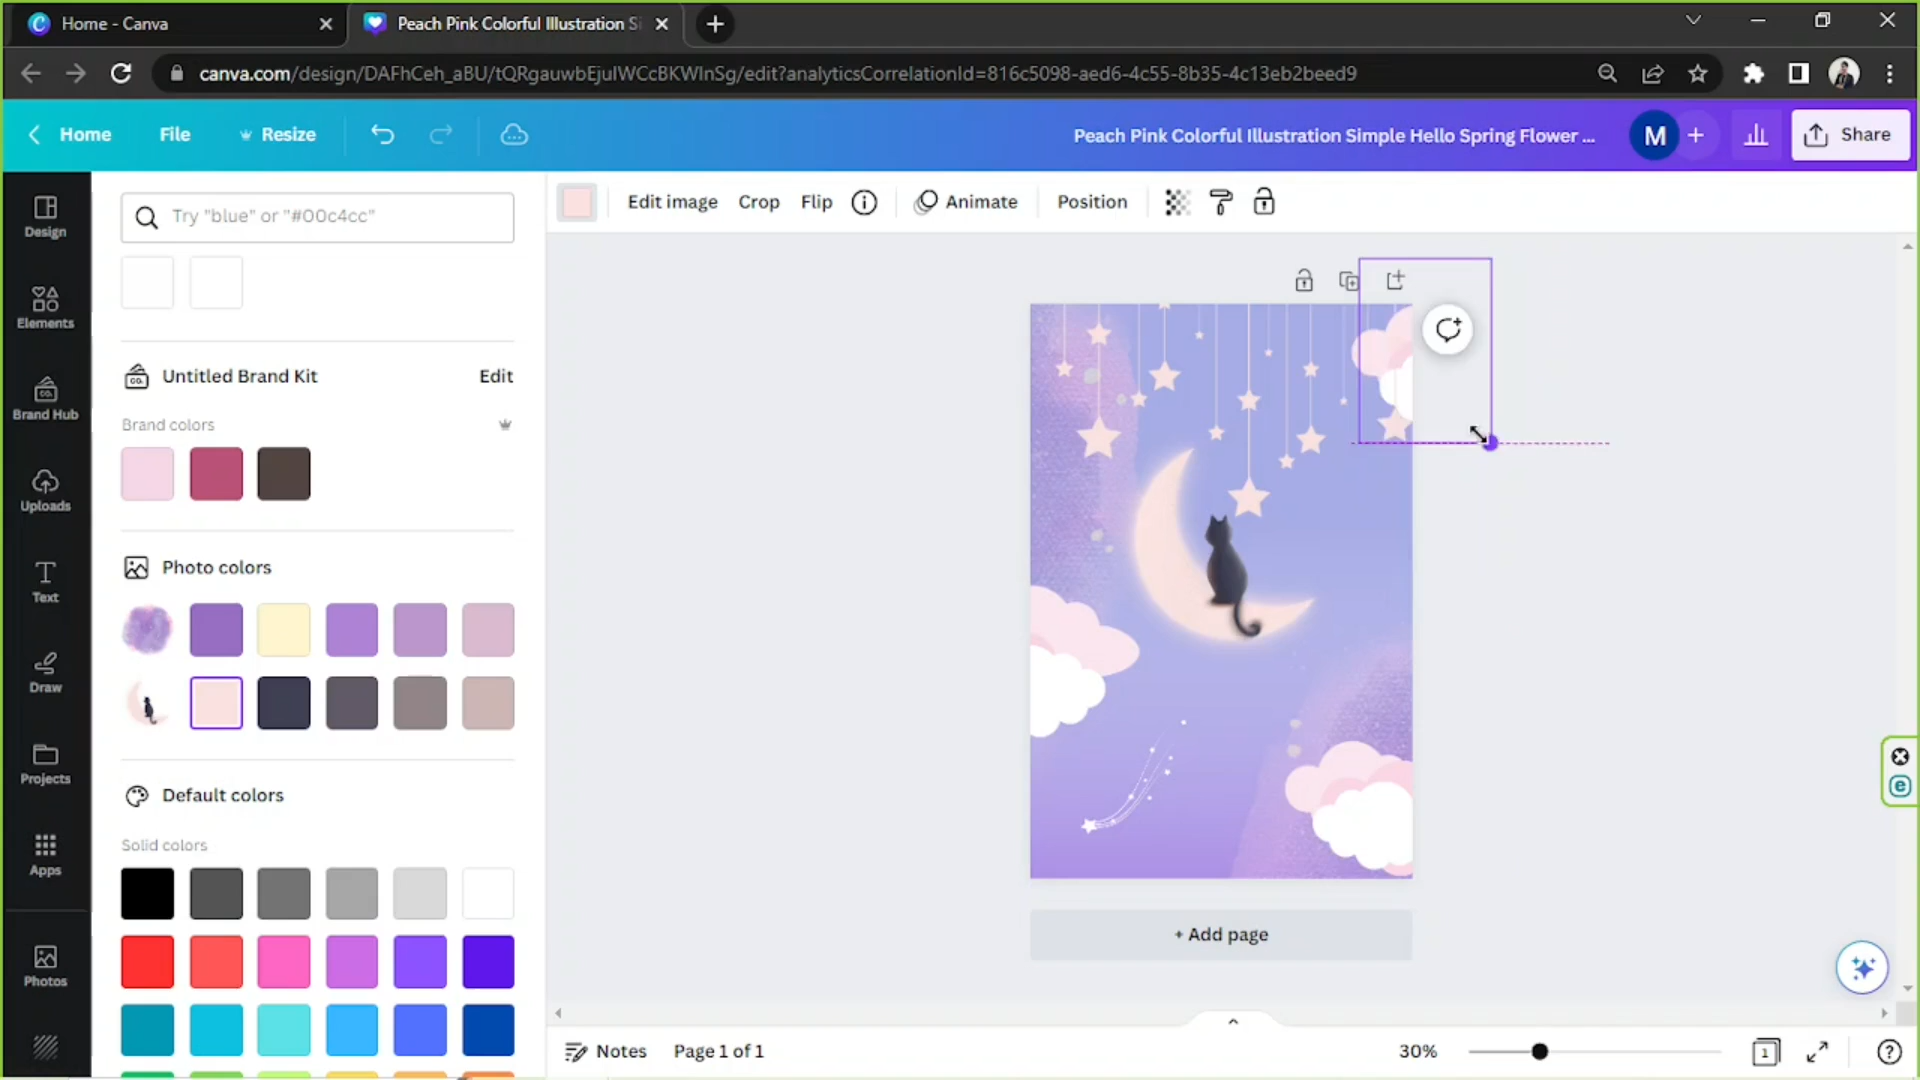 Home - Canva
Peach Pink Colorful Illustration Si
canva.com/design/DAFhCeh_aBU/tQRgauwbEjuIWCcBKWlnSg/edit?analyticsCorrelationId=816c5098-aed6-4c55-8b35-4c13eb2beed9
Home
File
Resize
Peach Pink Colorful Illustration Simple Hello Spring Flower ...
M
Share
Design
Elements
Brand Hub
Uploads
Text
Draw
Projects
Apps
Photos
Try "blue" or "#00c4cc"
Untitled Brand Kit
Edit
Brand colors
Photo colors
Default colors
Solid colors
Edit image
Crop
Flip
Animate
Position
+ Add page
Notes
Page 1 of 1
30%
1